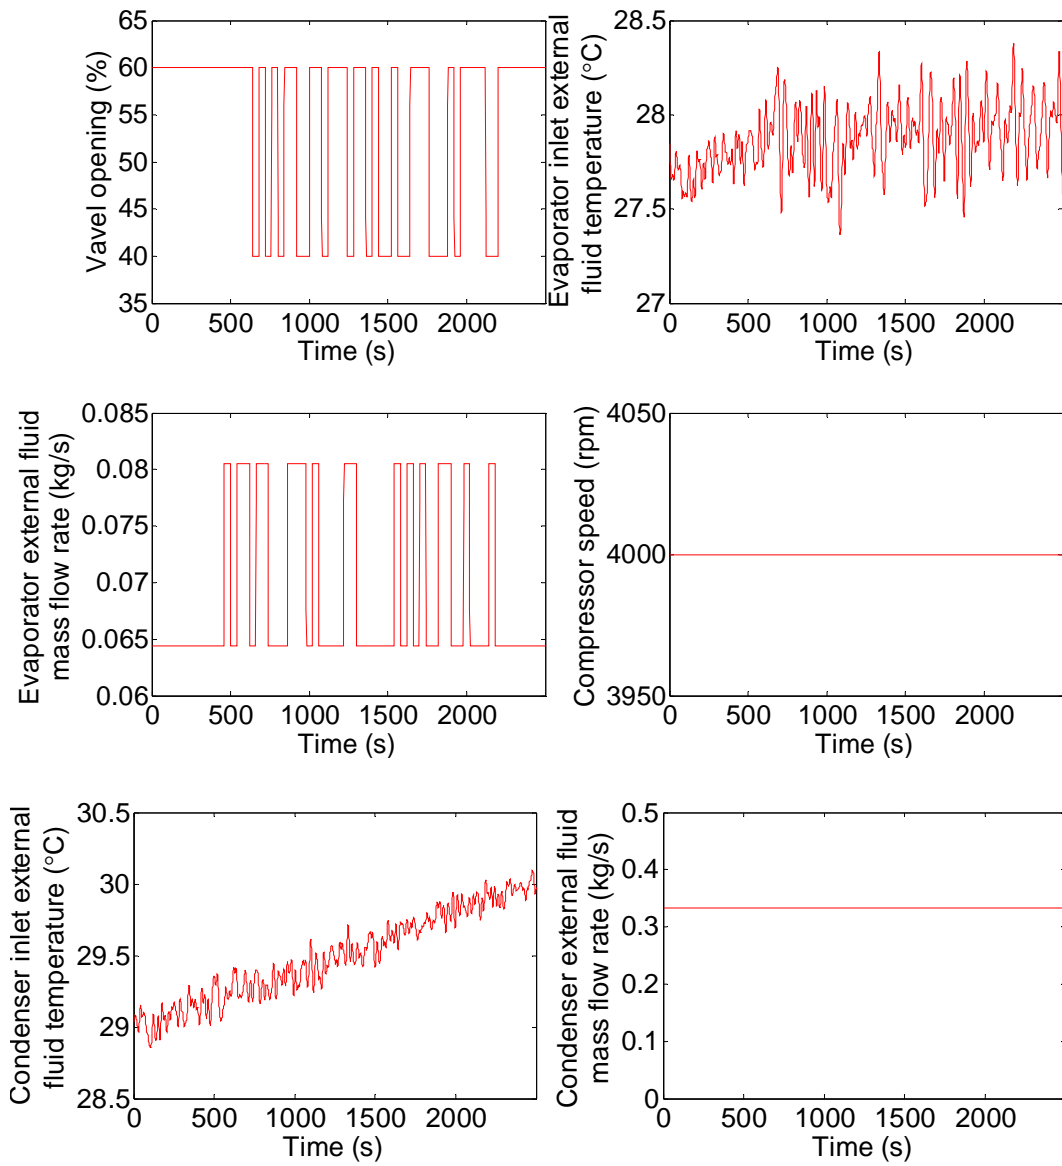 65
60
55
50
45
40
35
0 500 1000 1500 2000
Time (s)
Vavel opening (%)
28.5
28
27.5
27
0 500 1000 1500 2000
Time (s)
Evaporator inlet external
fluid temperature (°C)
0.085
0.08
0.075
0.07
0.065
0.06
0 500 1000 1500 2000
Time (s)
Evaporator external fluid
mass flow rate (kg/s)
4050
4000
3950
0 500 1000 1500 2000
Time (s)
Compressor speed (rpm)
30.5
30
29.5
29
28.5
0 500 1000 1500 2000
Time (s)
Condenser inlet external
fluid temperature (°C)
0.5
0.4
0.3
0.2
0.1
0
0 500 1000 1500 2000
Time (s)
Condenser external fluid
mass flow rate (kg/s)